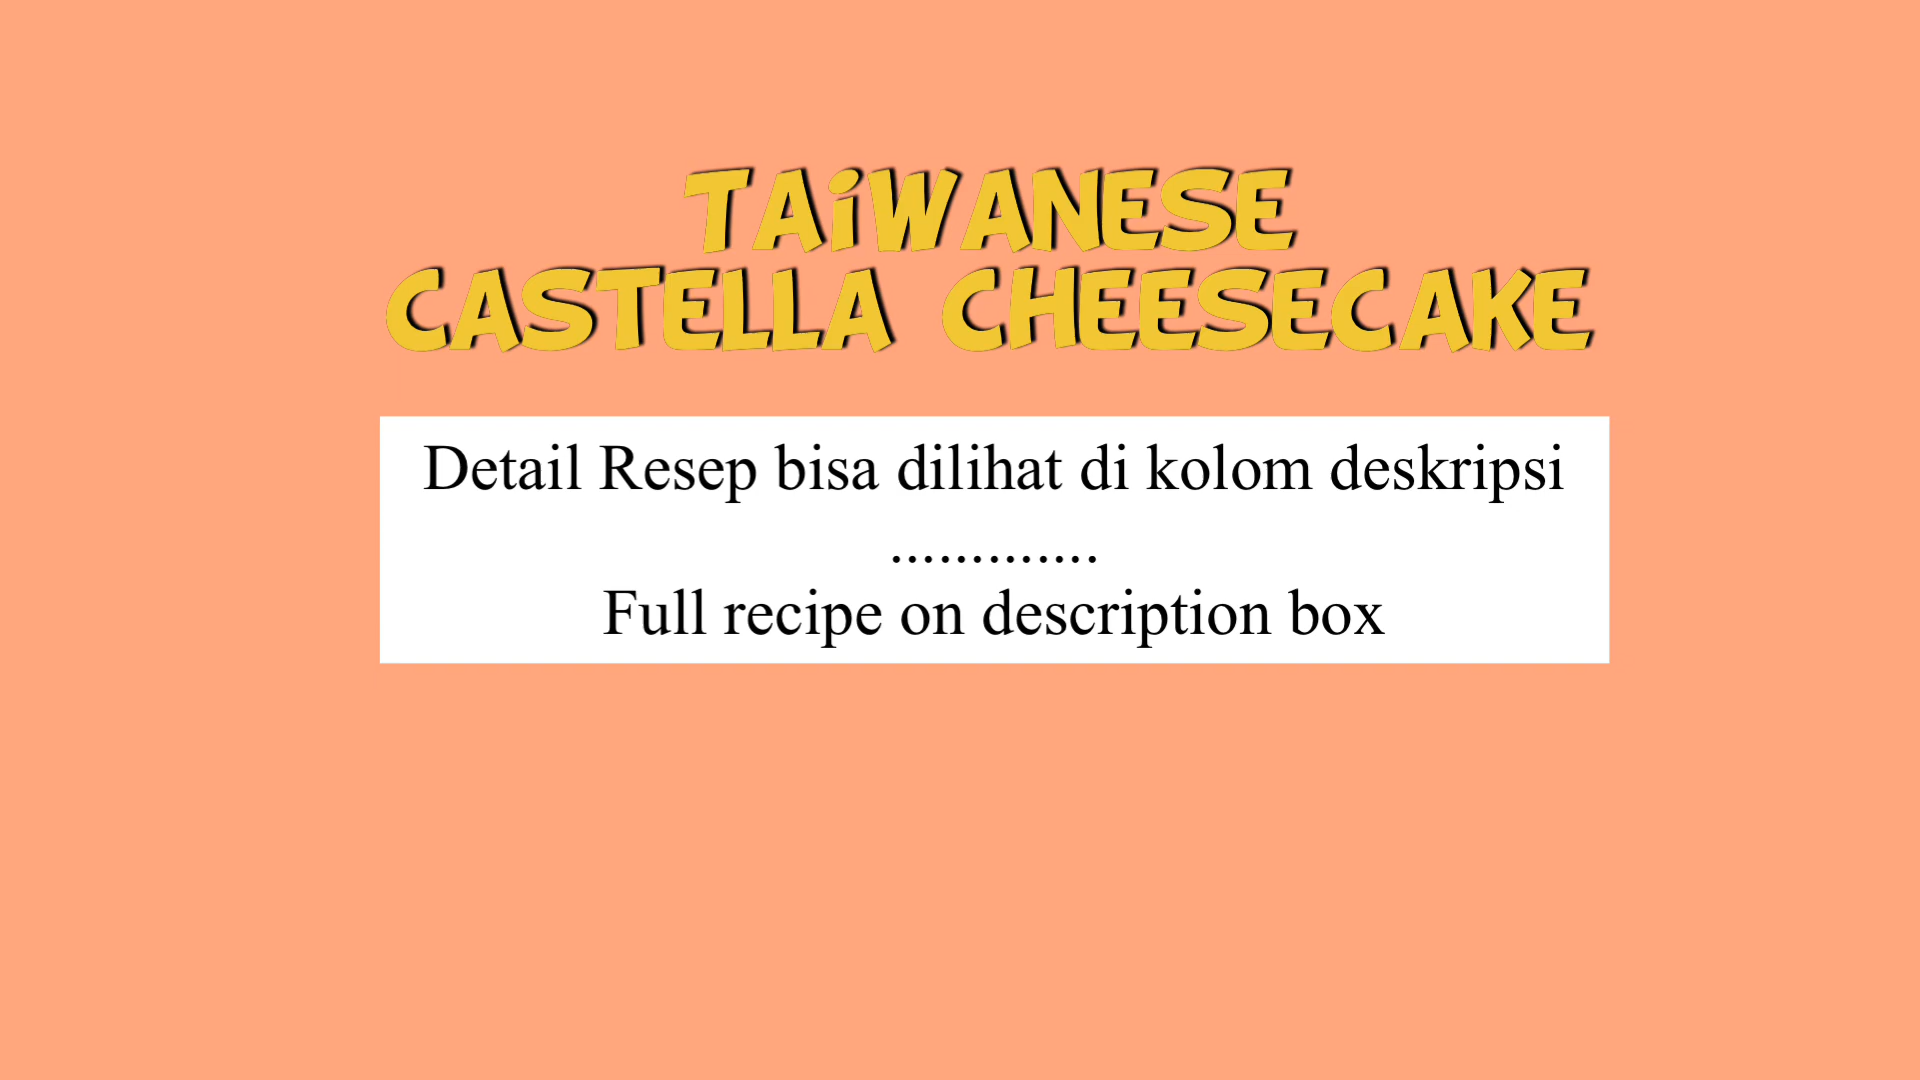 TAiWANESE
CASTELLA CHEESECAKE
Detail Resep bisa dilihat di kolom deskripsi
.............
Full recipe on description box